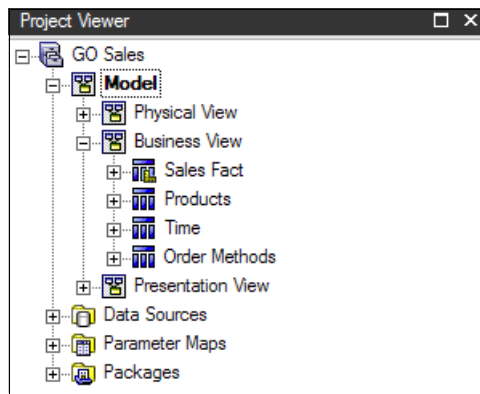 Project Viewer
GO Sales
Model
Physical View
Business View
Sales Fact
Products
Time
Order Methods
Presentation View
Data Sources
Parameter Maps
Packages